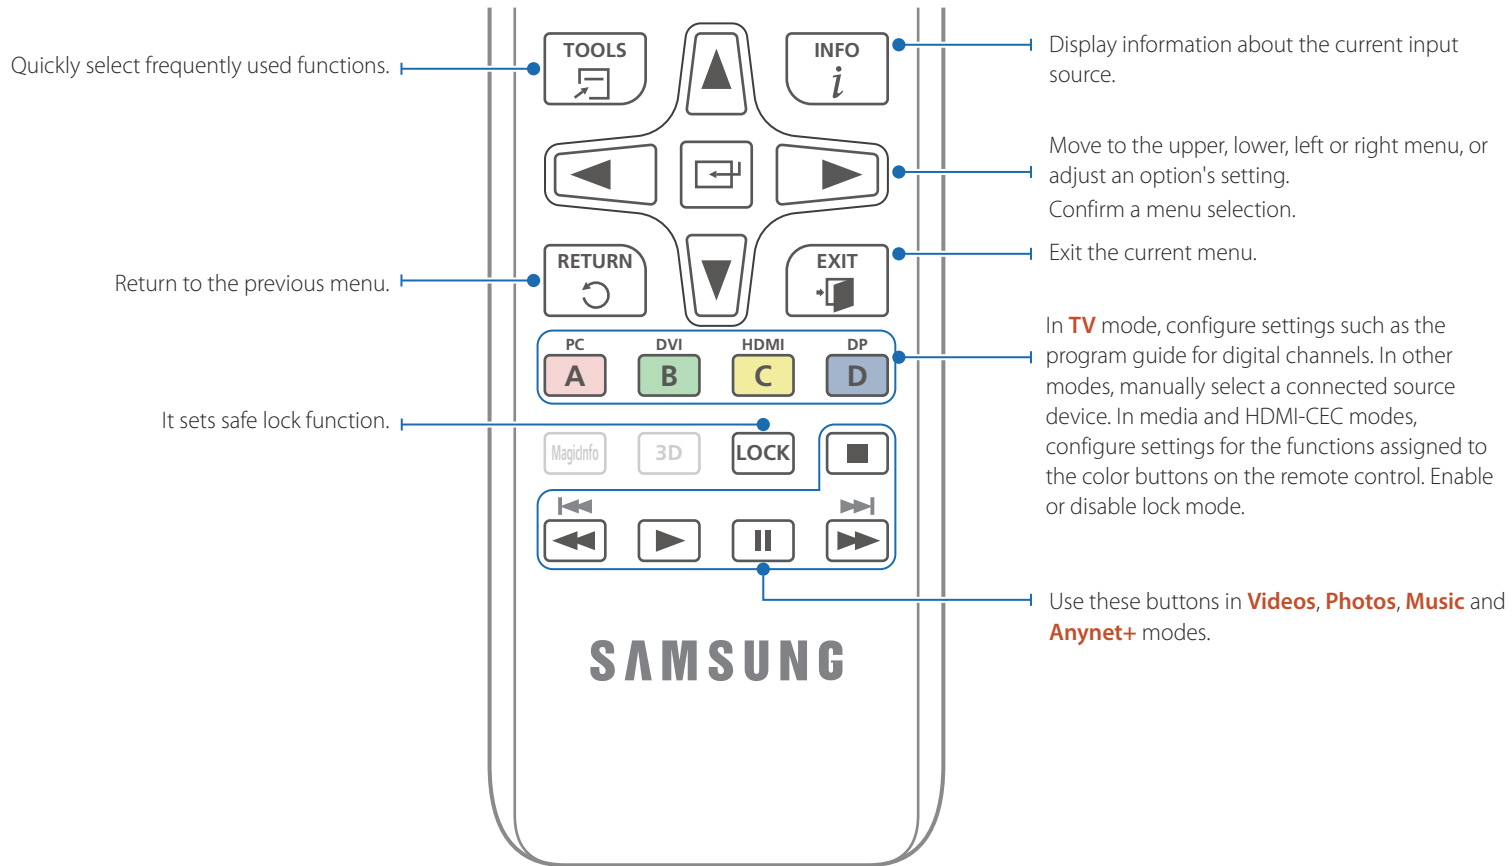 TOOLS
INFO
i
Quickly select frequently used functions.
Display information about the current input
source.
Move to the upper, lower, left or right menu, or
adjust an option's setting.
Confirm a menu selection.
RETURN
EXIT
Return to the previous menu.
Exit the current menu.
In TV mode, configure settings such as the
program guide for digital channels. In other
modes, manually select a connected source
device. In media and HDMI-CEC modes,
configure settings for the functions assigned to
the color buttons on the remote control. Enable
or disable lock mode.
PC DVI HDMI DP
A B C D
It sets safe lock function.
MagicInfo 3D LOCK
Use these buttons in Videos, Photos, Music and
Anynet+ modes.
SAMSUNG